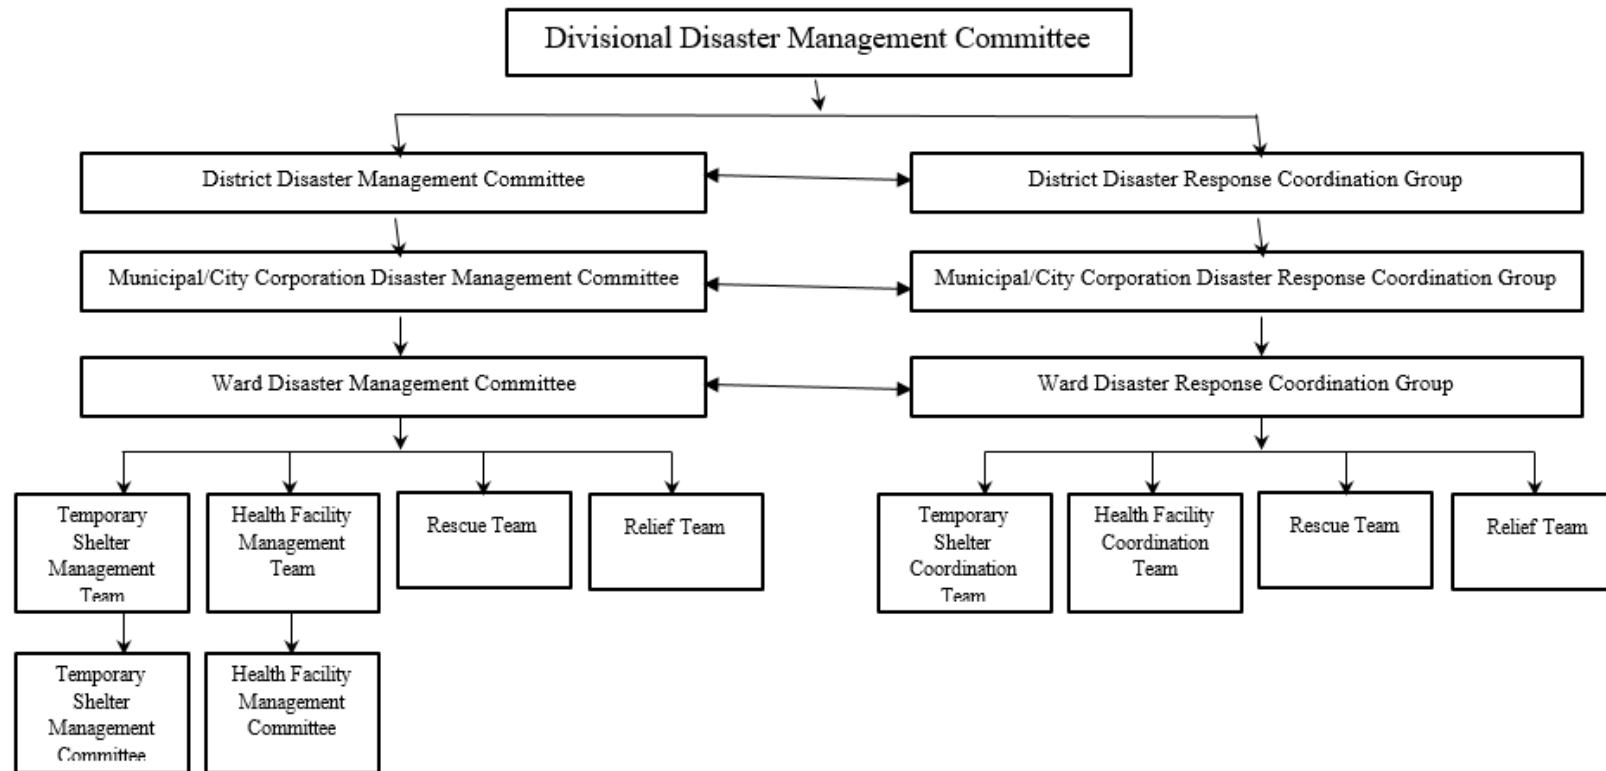 Divisional Disaster Management Committee
District Disaster Management Committee
District Disaster Response Coordination Group
Municipal/City Corporation Disaster Management Committee
Municipal/City Corporation Disaster Response Coordination Group
Ward Disaster Management Committee
Ward Disaster Response Coordination Group
Temporary
Shelter
Management
Team
Health Facility
Management
Team
Rescue Team
Relief Team
Temporary
Shelter
Coordination
Team
Health Facility
Coordination
Team
Rescue Team
Relief Team
Temporary
Shelter
Management
Committee
Health Facility
Management
Committee